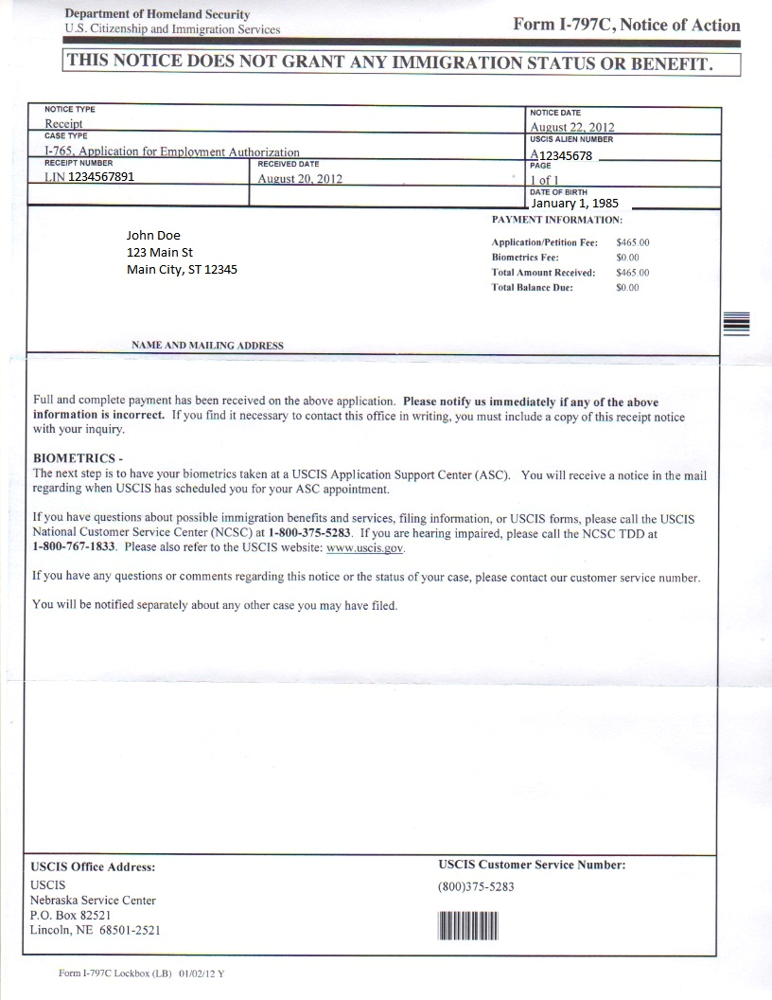 Department of Homeland Security
U.S. Citizenship and Immigration Services
Form I-797C, Notice of Action
THIS NOTICE DOES NOT GRANT ANY IMMIGRATION STATUS OR BENEFIT.
NOTICE TYPE
Receipt
NOTICE DATE
August 22, 2012
CASE TYPE
I-765, Application for Employment Authorization
USCIS ALIEN NUMBER
A12345678
RECEIPT NUMBER
LIN 1234567891
RECEIVED DATE
August 20, 2012
PAGE
1 of 1
DATE OF BIRTH
January 1, 1985
John Doe
123 Main St
Main City, ST 12345
PAYMENT INFORMATION:
Application/Petition Fee: $465.00
Biometrics Fee: $0.00
Total Amount Received: $465.00
Total Balance Due: $0.00
NAME AND MAILING ADDRESS
Full and complete payment has been received on the above application. Please notify us immediately if any of the above
information is incorrect. If you find it necessary to contact this office in writing, you must include a copy of this receipt notice
with your inquiry.
BIOMETRICS -
The next step is to have your biometrics taken at a USCIS Application Support Center (ASC). You will receive a notice in the mail
regarding when USCIS has scheduled you for your ASC appointment.
If you have questions about possible immigration benefits and services, filing information, or USCIS forms, please call the USCIS
National Customer Service Center (NCSC) at 1-800-375-5283. If you are hearing impaired, please call the NCSC TDD at
1-800-767-1833. Please also refer to the USCIS website: www.uscis.gov.
If you have any questions or comments regarding this notice or the status of your case, please contact our customer service number.
You will be notified separately about any other case you may have filed.
USCIS Office Address:
USCIS
Nebraska Service Center
P.O. Box 82521
Lincoln, NE 68501-2521
USCIS Customer Service Number:
(800)375-5283
Form I-797C Lockbox (LB) 01/02/12 Y